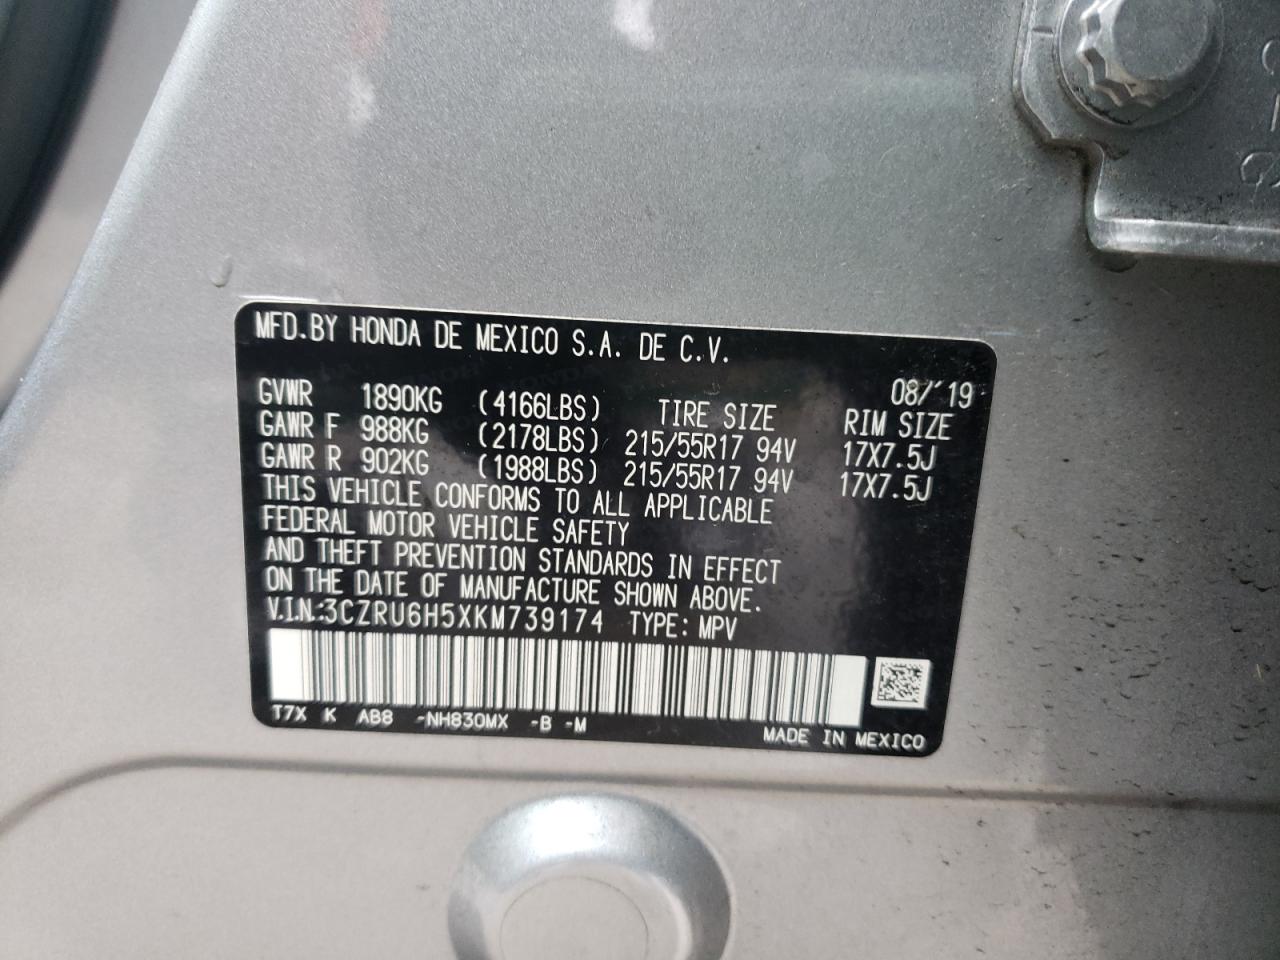 MFD.BY HONDA DE MEXICO S.A. DE C.V.
08/'19
GVWR 1890KG (4166LBS) TIRE SIZE RIM SIZE
GAWR F 988KG (2178LBS) 215/55R17 94V 17X7.5J
GAWR R 902KG (1988LBS) 215/55R17 94V 17X7.5J
THIS VEHICLE CONFORMS TO ALL APPLICABLE
FEDERAL MOTOR VEHICLE SAFETY
AND THEFT PREVENTION STANDARDS IN EFFECT
ON THE DATE OF MANUFACTURE SHOWN ABOVE.
V.I.N.:3CZRU6H5XKM739174 TYPE: MPV
T7X K AB8 -NH830MX -B -M
MADE IN MEXICO